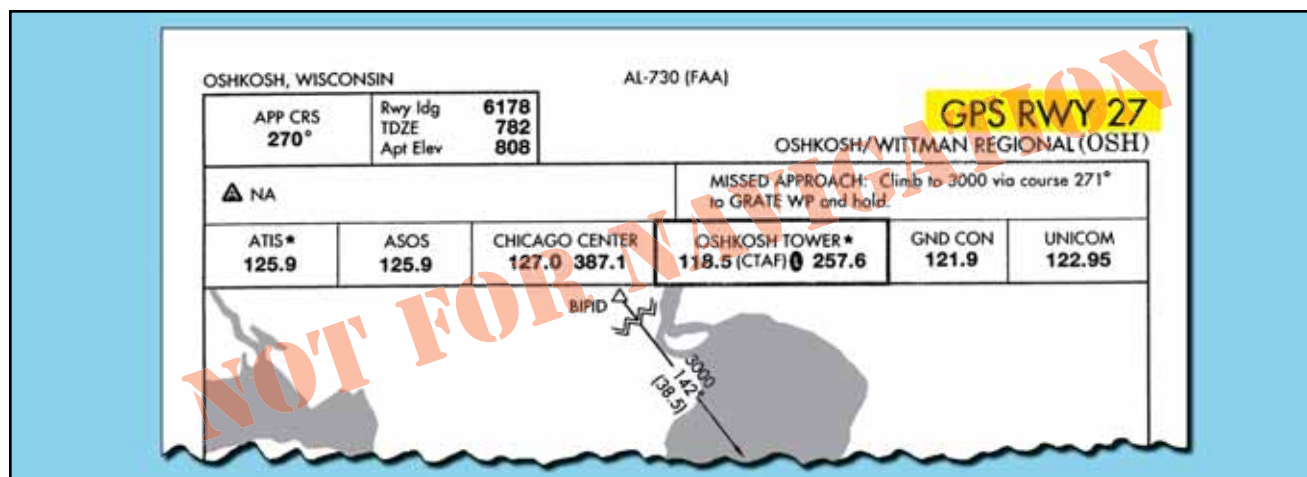 OSHKOSH, WISCONSIN
AL-730 (FAA)
GPS RWY 27
OSHKOSH/WITTMAN REGIONAL (OSH)
APP CRS
270°
Rwy ldg 6178
TDZE 782
Apt Elev 808
A NA
MISSED APPROACH: Climb to 3000 via course 271°
to GRATE WP and hold.
ATIS★
125.9
ASOS
125.9
CHICAGO CENTER
127.0 387.1
OSHKOSH TOWER★
118.5 (CTAF) L 257.6
GND CON
121.9
UNICOM
122.95
BIPID
3000
142°
(38.5)
NOT FOR NAVIGATION